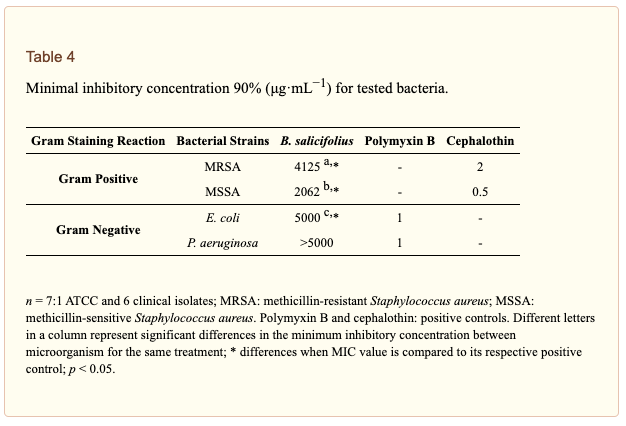 Table 4
Minimal inhibitory concentration 90% (μg·mL⁻¹) for tested bacteria.
Gram Staining Reaction Bacterial Strains B. salicifolius Polymyxin B Cephalothin
Gram Positive
MRSA 4125 a,* - 2
MSSA 2062 b,* - 0.5
Gram Negative
E. coli 5000 c,* 1 -
P. aeruginosa >5000 1 -
n = 7:1 ATCC and 6 clinical isolates; MRSA: methicillin-resistant Staphylococcus aureus; MSSA:
methicillin-sensitive Staphylococcus aureus. Polymyxin B and cephalothin: positive controls. Different letters
in a column represent significant differences in the minimum inhibitory concentration between
microorganism for the same treatment; * differences when MIC value is compared to its respective positive
control; p < 0.05.